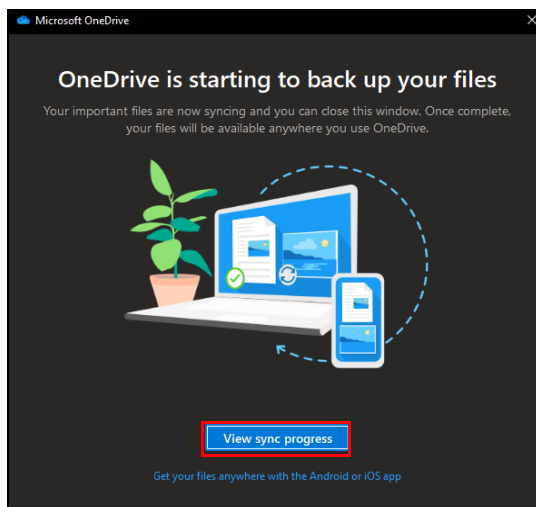 Microsoft OneDrive
OneDrive is starting to back up your files
Your important files are now syncing and you can close this window. Once complete,
your files will be available anywhere you use OneDrive.
View sync progress
Get your files anywhere with the Android or iOS app